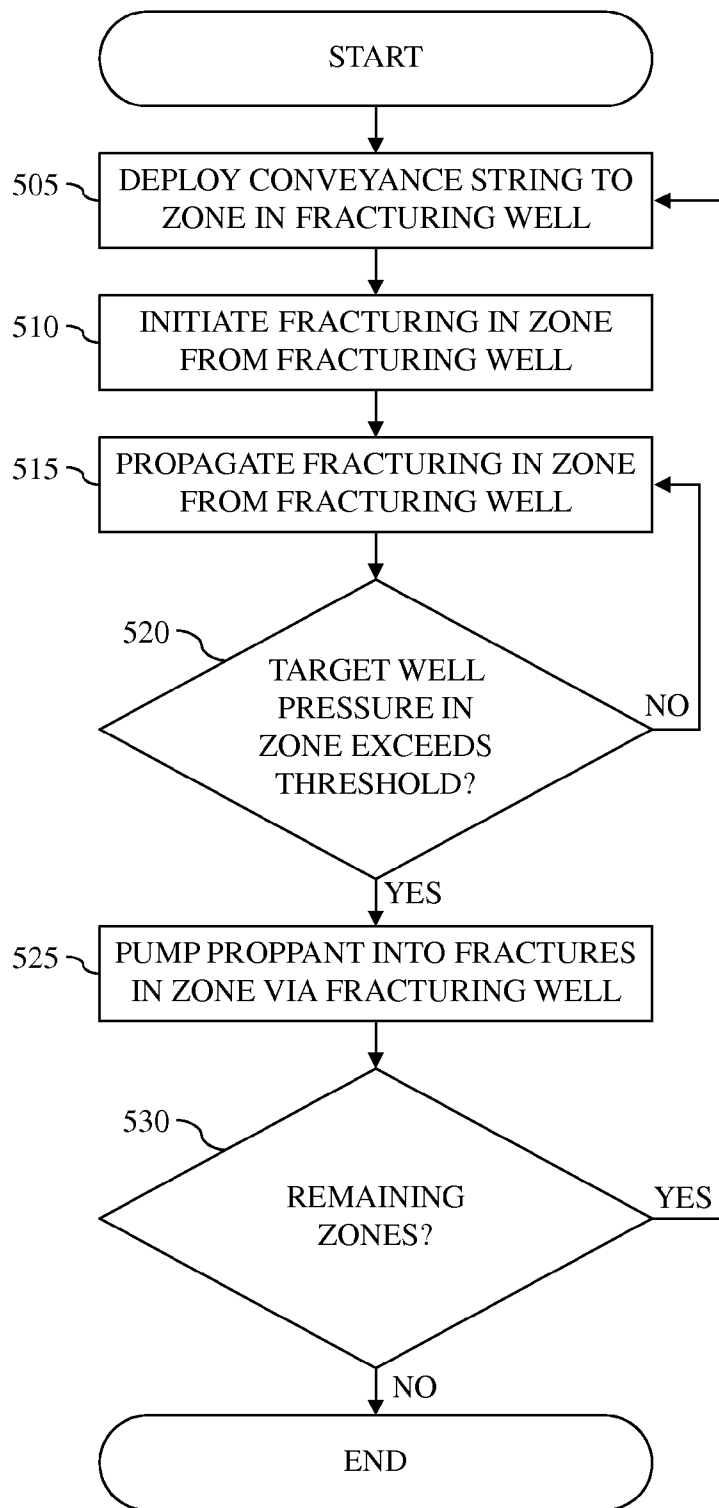 START
505
DEPLOY CONVEYANCE STRING TO
ZONE IN FRACTURING WELL
510
INITIATE FRACTURING IN ZONE
FROM FRACTURING WELL
515
PROPAGATE FRACTURING IN ZONE
FROM FRACTURING WELL
520
TARGET WELL
PRESSURE IN
ZONE EXCEEDS
THRESHOLD?
NO
YES
525
PUMP PROPPANT INTO FRACTURES
IN ZONE VIA FRACTURING WELL
530
REMAINING
ZONES?
YES
NO
END